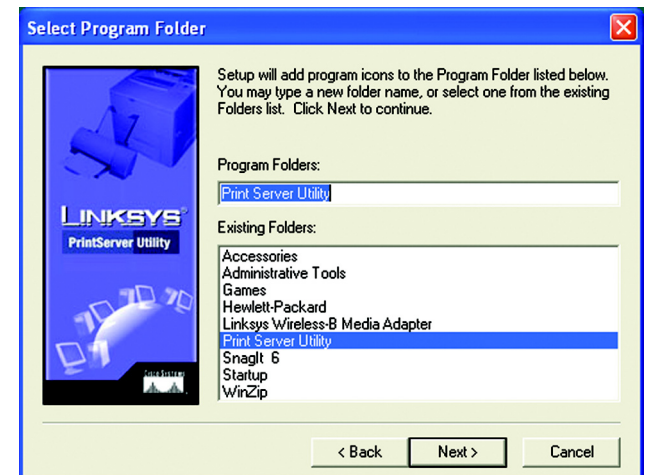 Select Program Folder
Setup will add program icons to the Program Folder listed below.
You may type a new folder name, or select one from the existing
Folders list. Click Next to continue.
Program Folders:
Print Server Utility
Existing Folders:
Accessories
Administrative Tools
Games
Hewlett-Packard
Linksys Wireless-B Media Adapter
Print Server Utility
SnagIt 6
Startup
WinZip
LINKSYS®
PrintServer Utility
CISCO SYSTEMS
< Back
Next >
Cancel